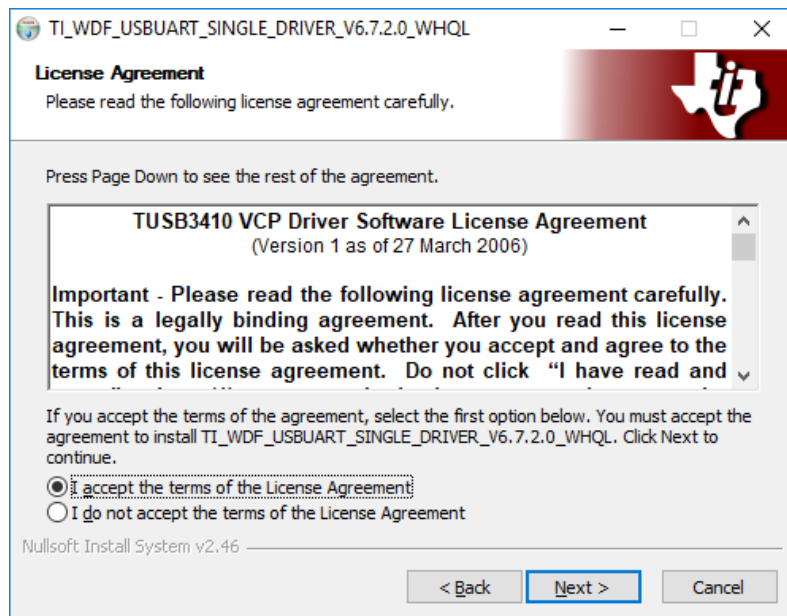 TI_WDF_USBUART_SINGLE_DRIVER_V6.7.2.0_WHQL
License Agreement
Please read the following license agreement carefully.
ti
Press Page Down to see the rest of the agreement.
TUSB3410 VCP Driver Software License Agreement
(Version 1 as of 27 March 2006)
Important - Please read the following license agreement carefully.
This is a legally binding agreement. After you read this license
agreement, you will be asked whether you accept and agree to the
terms of this license agreement. Do not click “I have read and
If you accept the terms of the agreement, select the first option below. You must accept the
agreement to install TI_WDF_USBUART_SINGLE_DRIVER_V6.7.2.0_WHQL. Click Next to
continue.
I accept the terms of the License Agreement
I do not accept the terms of the License Agreement
Nullsoft Install System v2.46
< Back
Next >
Cancel